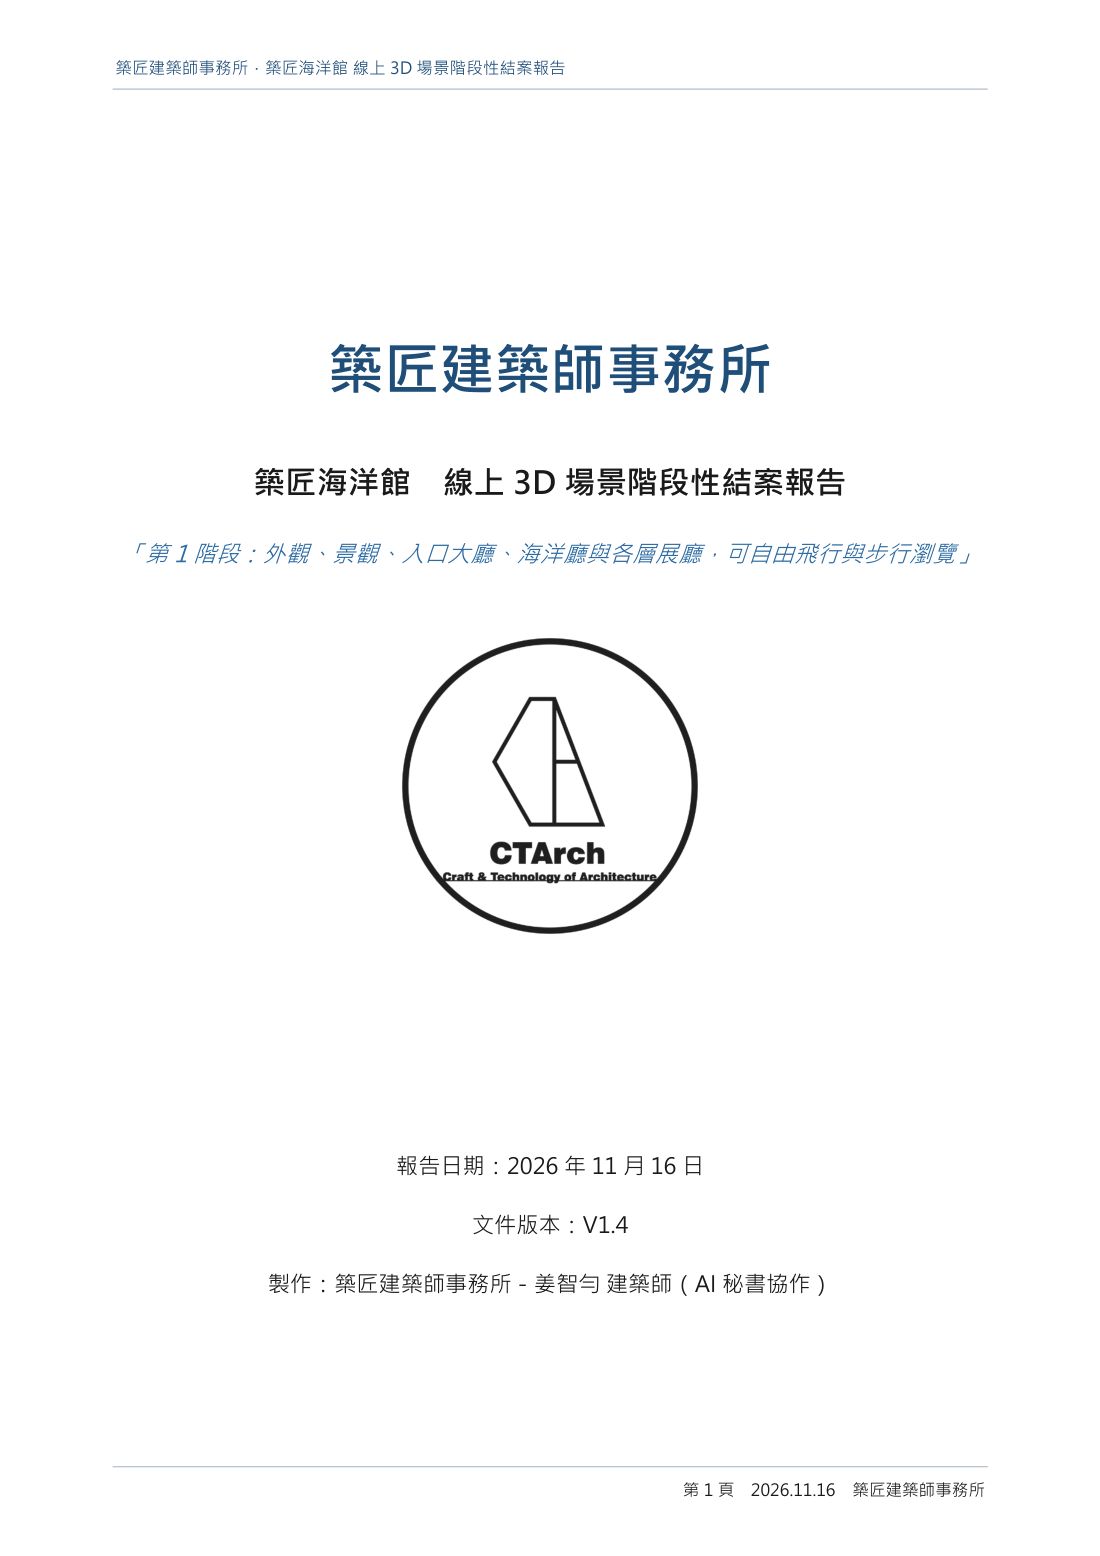 築匠建築師事務所．築匠海洋館 線上 3D 場景階段性結案報告
築匠建築師事務所
築匠海洋館　線上 3D 場景階段性結案報告
「第 1 階段：外觀、景觀、入口大廳、海洋廳與各層展廳，可自由飛行與步行瀏覽」
CTArch
Craft & Technology of Architecture
報告日期：2026 年 11 月 16 日
文件版本：V1.4
製作：築匠建築師事務所 - 姜智勻 建築師（AI 秘書協作）
第 1 頁　2026.11.16　築匠建築師事務所